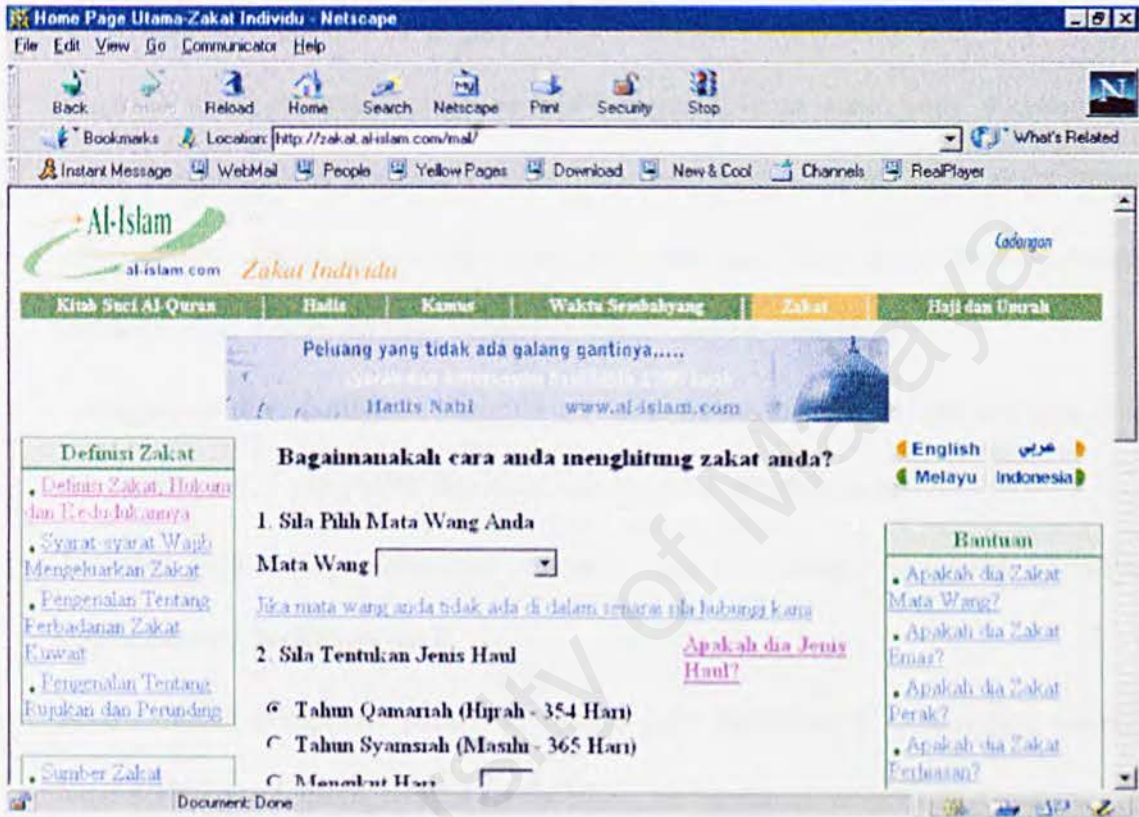 Home Page Utama-Zakat Individu - Netscape
File Edit View Go Communicator Help
Back Reload Home Search Netscape Print Security Stop
Bookmarks Location: http://zakat.al-islam.com/mal/ What's Related
Instant Message WebMail People Yellow Pages Download New & Cool Channels RealPlayer
Al-Islam
al-islam.com Zakat Individu
Cadangan
Kitab Suci Al-Quran Hadis Kamus Waktu Sembahyang Zakat Haji dan Umrah
Peluang yang tidak ada galang gantinya.....
Hadis Nabi www.al-islam.com
Definisi Zakat
Definisi Zakat, Hukum
dan Kedudukannya
Syarat-syarat Wajib
Mengeluarkan Zakat
Pengenalan Tentang
Perbadanan Zakat
Kuwait
Pengenalan Tentang
Rujukan dan Perunding
Sumber Zakat
Bagaimanakah cara anda menghitung zakat anda?
1. Sila Pilih Mata Wang Anda
Mata Wang
Jika mata wang anda tidak ada di dalam senarai sila hubungi kami
2. Sila Tentukan Jenis Haul
Apakah dia Jenis
Haul?
Tahun Qamariah (Hijrah - 354 Hari)
Tahun Syamsiah (Masihi - 365 Hari)
Mengikut Hari
English عربي
Melayu Indonesia
Bantuan
Apakah dia Zakat
Mata Wang?
Apakah dia Zakat
Emas?
Apakah dia Zakat
Perak?
Apakah dia Zakat
Perhiasan?
Document: Done
University of Malaya